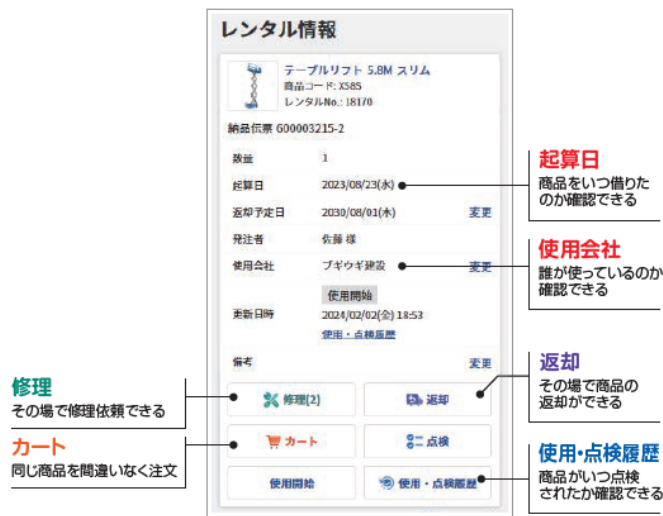 レンタル情報
テーブルリフト 5.8M スリム
商品コード: X58S
レンタルNo.: 18170
納品伝票 600003215-2
数量 1
起算日 2023/08/23(水)
返却予定日 2030/08/01(木) 変更
発注者 佐藤 様
使用会社 ブギウギ建設 変更
使用開始
更新日時 2024/02/02(金) 18:53
使用・点検履歴
備考 変更
修理(2) 返却
カート 点検
使用開始 使用・点検履歴
起算日
商品をいつ借りた
のか確認できる
使用会社
誰が使っているのか
確認できる
返却
その場で商品の
返却ができる
使用・点検履歴
商品がいつ点検
されたか確認できる
修理
その場で修理依頼できる
カート
同じ商品を間違いなく注文